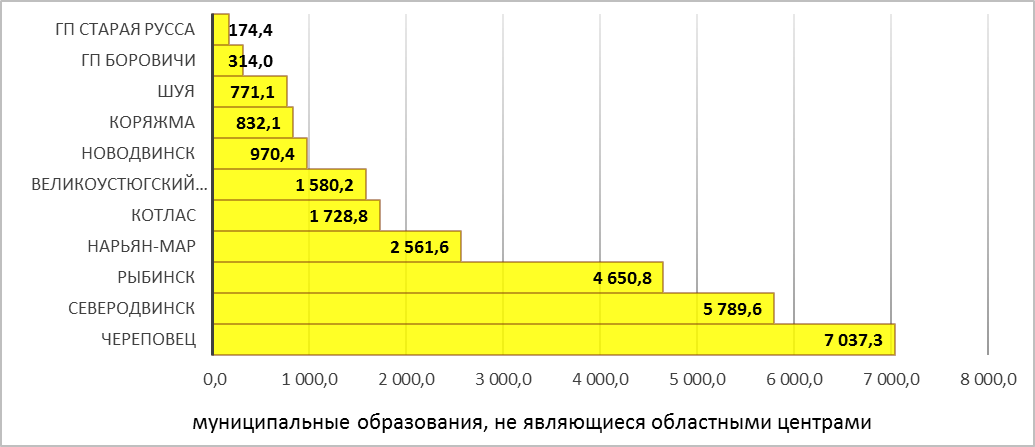 ГП СТАРАЯ РУССА 174,4
ГП БОРОВИЧИ 314,0
ШУЯ 771,1
КОРЯЖМА 832,1
НОВОДВИНСК 970,4
ВЕЛИКОУСТЮГСКИЙ… 1 580,2
КОТЛАС 1 728,8
НАРЬЯН-МАР 2 561,6
РЫБИНСК 4 650,8
СЕВЕРОДВИНСК 5 789,6
ЧЕРЕПОВЕЦ 7 037,3
0,0 1 000,0 2 000,0 3 000,0 4 000,0 5 000,0 6 000,0 7 000,0 8 000,0
муниципальные образования, не являющиеся областными центрами